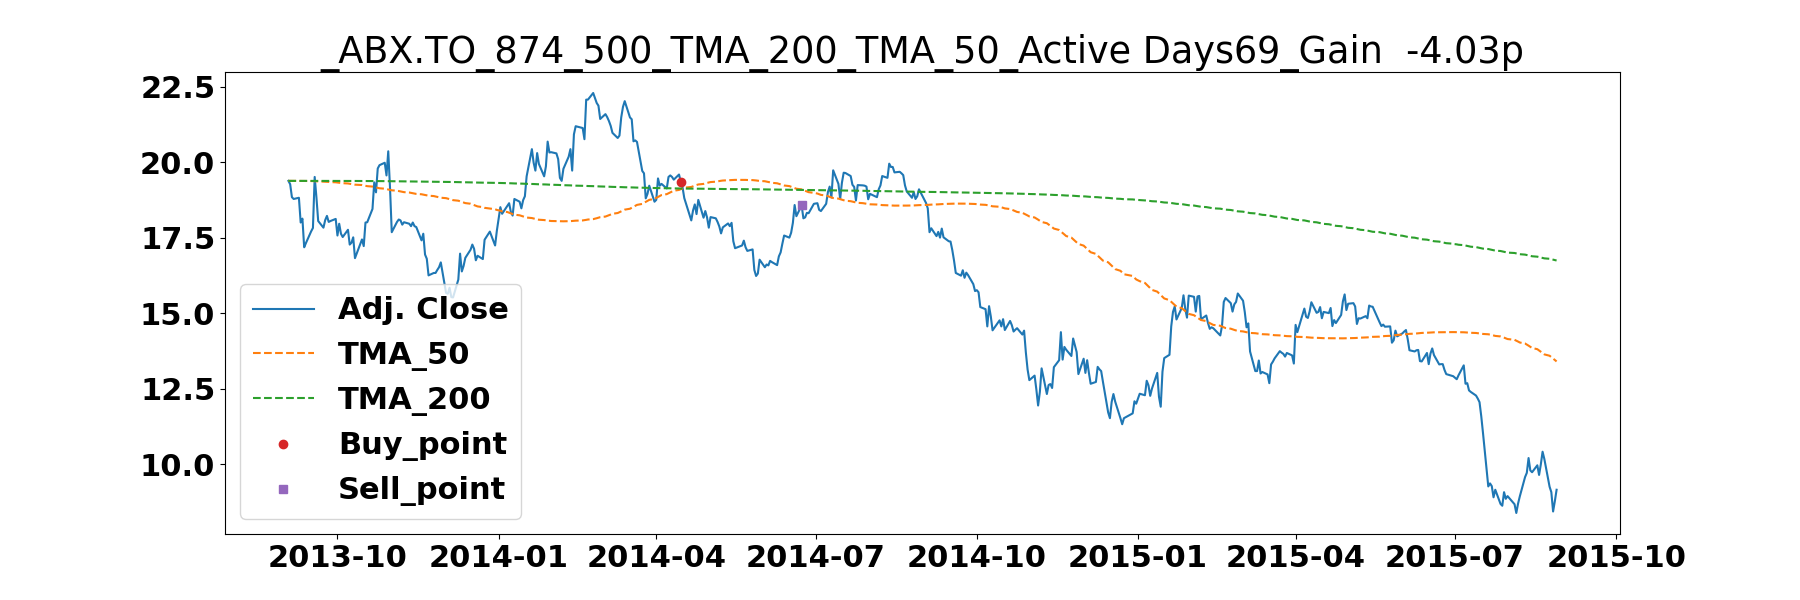 _ABX.TO_874_500_TMA_200_TMA_50_Active Days69_Gain  -4.03p
22.5
20.0
17.5
15.0
12.5
10.0
Adj. Close
TMA_50
TMA_200
Buy_point
Sell_point
2013-10 2014-01 2014-04 2014-07 2014-10 2015-01 2015-04 2015-07 2015-10